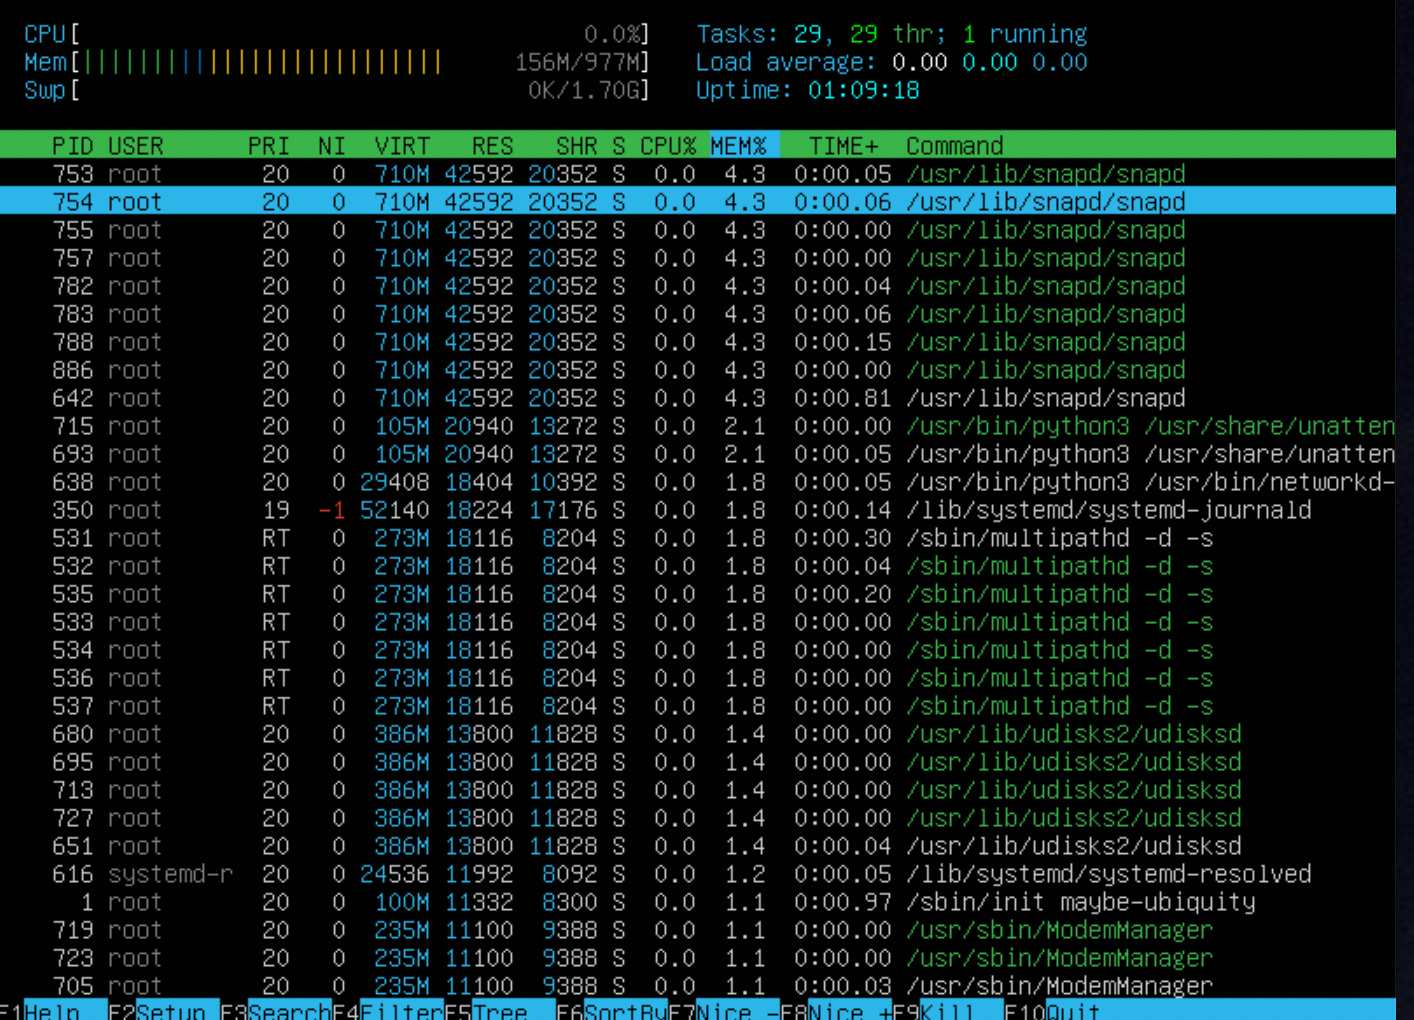 CPU[ 0.0%] Tasks: 29, 29 thr; 1 running
Mem[|||||||||||||||||||||||||| 156M/977M] Load average: 0.00 0.00 0.00
Swp[ 0K/1.70G] Uptime: 01:09:18
PID USER PRI NI VIRT RES SHR S CPU% MEM% TIME+ Command
753 root 20 0 710M 42592 20352 S 0.0 4.3 0:00.05 /usr/lib/snapd/snapd
754 root 20 0 710M 42592 20352 S 0.0 4.3 0:00.06 /usr/lib/snapd/snapd
755 root 20 0 710M 42592 20352 S 0.0 4.3 0:00.00 /usr/lib/snapd/snapd
757 root 20 0 710M 42592 20352 S 0.0 4.3 0:00.00 /usr/lib/snapd/snapd
782 root 20 0 710M 42592 20352 S 0.0 4.3 0:00.04 /usr/lib/snapd/snapd
783 root 20 0 710M 42592 20352 S 0.0 4.3 0:00.06 /usr/lib/snapd/snapd
788 root 20 0 710M 42592 20352 S 0.0 4.3 0:00.15 /usr/lib/snapd/snapd
886 root 20 0 710M 42592 20352 S 0.0 4.3 0:00.00 /usr/lib/snapd/snapd
642 root 20 0 710M 42592 20352 S 0.0 4.3 0:00.81 /usr/lib/snapd/snapd
715 root 20 0 105M 20940 13272 S 0.0 2.1 0:00.00 /usr/bin/python3 /usr/share/unatten
693 root 20 0 105M 20940 13272 S 0.0 2.1 0:00.05 /usr/bin/python3 /usr/share/unatten
638 root 20 0 29408 18404 10392 S 0.0 1.8 0:00.05 /usr/bin/python3 /usr/bin/networkd-
350 root 19 -1 52140 18224 17176 S 0.0 1.8 0:00.14 /lib/systemd/systemd-journald
531 root RT 0 273M 18116 8204 S 0.0 1.8 0:00.30 /sbin/multipathd -d -s
532 root RT 0 273M 18116 8204 S 0.0 1.8 0:00.04 /sbin/multipathd -d -s
535 root RT 0 273M 18116 8204 S 0.0 1.8 0:00.20 /sbin/multipathd -d -s
533 root RT 0 273M 18116 8204 S 0.0 1.8 0:00.00 /sbin/multipathd -d -s
534 root RT 0 273M 18116 8204 S 0.0 1.8 0:00.00 /sbin/multipathd -d -s
536 root RT 0 273M 18116 8204 S 0.0 1.8 0:00.00 /sbin/multipathd -d -s
537 root RT 0 273M 18116 8204 S 0.0 1.8 0:00.00 /sbin/multipathd -d -s
680 root 20 0 386M 13800 11828 S 0.0 1.4 0:00.00 /usr/lib/udisks2/udisksd
695 root 20 0 386M 13800 11828 S 0.0 1.4 0:00.00 /usr/lib/udisks2/udisksd
713 root 20 0 386M 13800 11828 S 0.0 1.4 0:00.00 /usr/lib/udisks2/udisksd
727 root 20 0 386M 13800 11828 S 0.0 1.4 0:00.00 /usr/lib/udisks2/udisksd
651 root 20 0 386M 13800 11828 S 0.0 1.4 0:00.04 /usr/lib/udisks2/udisksd
616 systemd-r 20 0 24536 11992 8092 S 0.0 1.2 0:00.05 /lib/systemd/systemd-resolved
1 root 20 0 100M 11332 8300 S 0.0 1.1 0:00.97 /sbin/init maybe-ubiquity
719 root 20 0 235M 11100 9388 S 0.0 1.1 0:00.00 /usr/sbin/ModemManager
723 root 20 0 235M 11100 9388 S 0.0 1.1 0:00.00 /usr/sbin/ModemManager
705 root 20 0 235M 11100 9388 S 0.0 1.1 0:00.03 /usr/sbin/ModemManager
F1Help F2Setup F3SearchF4FilterF5Tree F6SortByF7Nice -F8Nice +F9Kill F10Quit